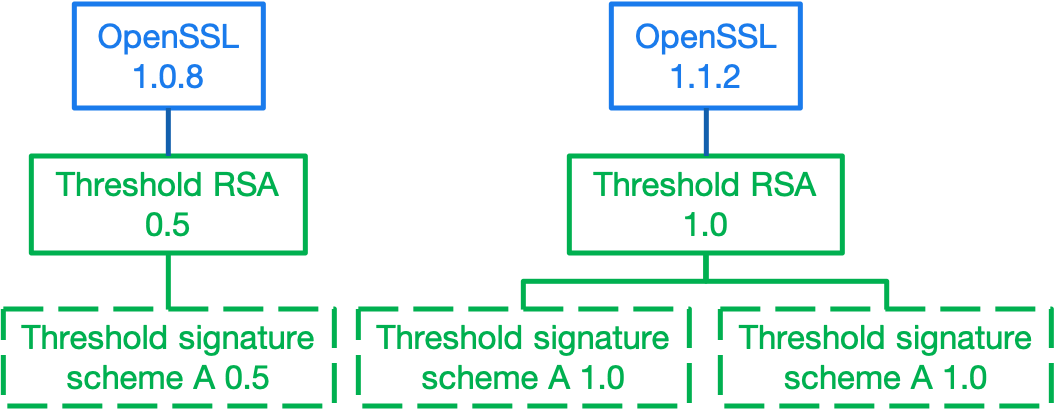 OpenSSL
1.0.8
OpenSSL
1.1.2
Threshold RSA
0.5
Threshold RSA
1.0
Threshold signature
scheme A 0.5
Threshold signature
scheme A 1.0
Threshold signature
scheme A 1.0